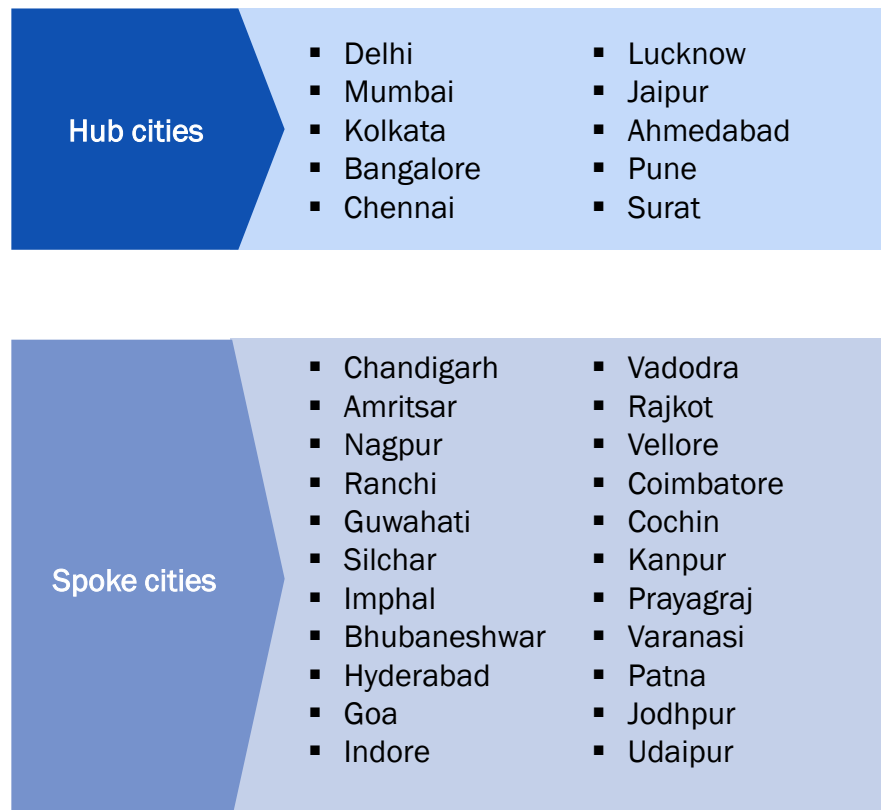 Hub cities
▪ Delhi
▪ Mumbai
▪ Kolkata
▪ Bangalore
▪ Chennai
▪ Lucknow
▪ Jaipur
▪ Ahmedabad
▪ Pune
▪ Surat
Spoke cities
▪ Chandigarh
▪ Amritsar
▪ Nagpur
▪ Ranchi
▪ Guwahati
▪ Silchar
▪ Imphal
▪ Bhubaneshwar
▪ Hyderabad
▪ Goa
▪ Indore
▪ Vadodra
▪ Rajkot
▪ Vellore
▪ Coimbatore
▪ Cochin
▪ Kanpur
▪ Prayagraj
▪ Varanasi
▪ Patna
▪ Jodhpur
▪ Udaipur